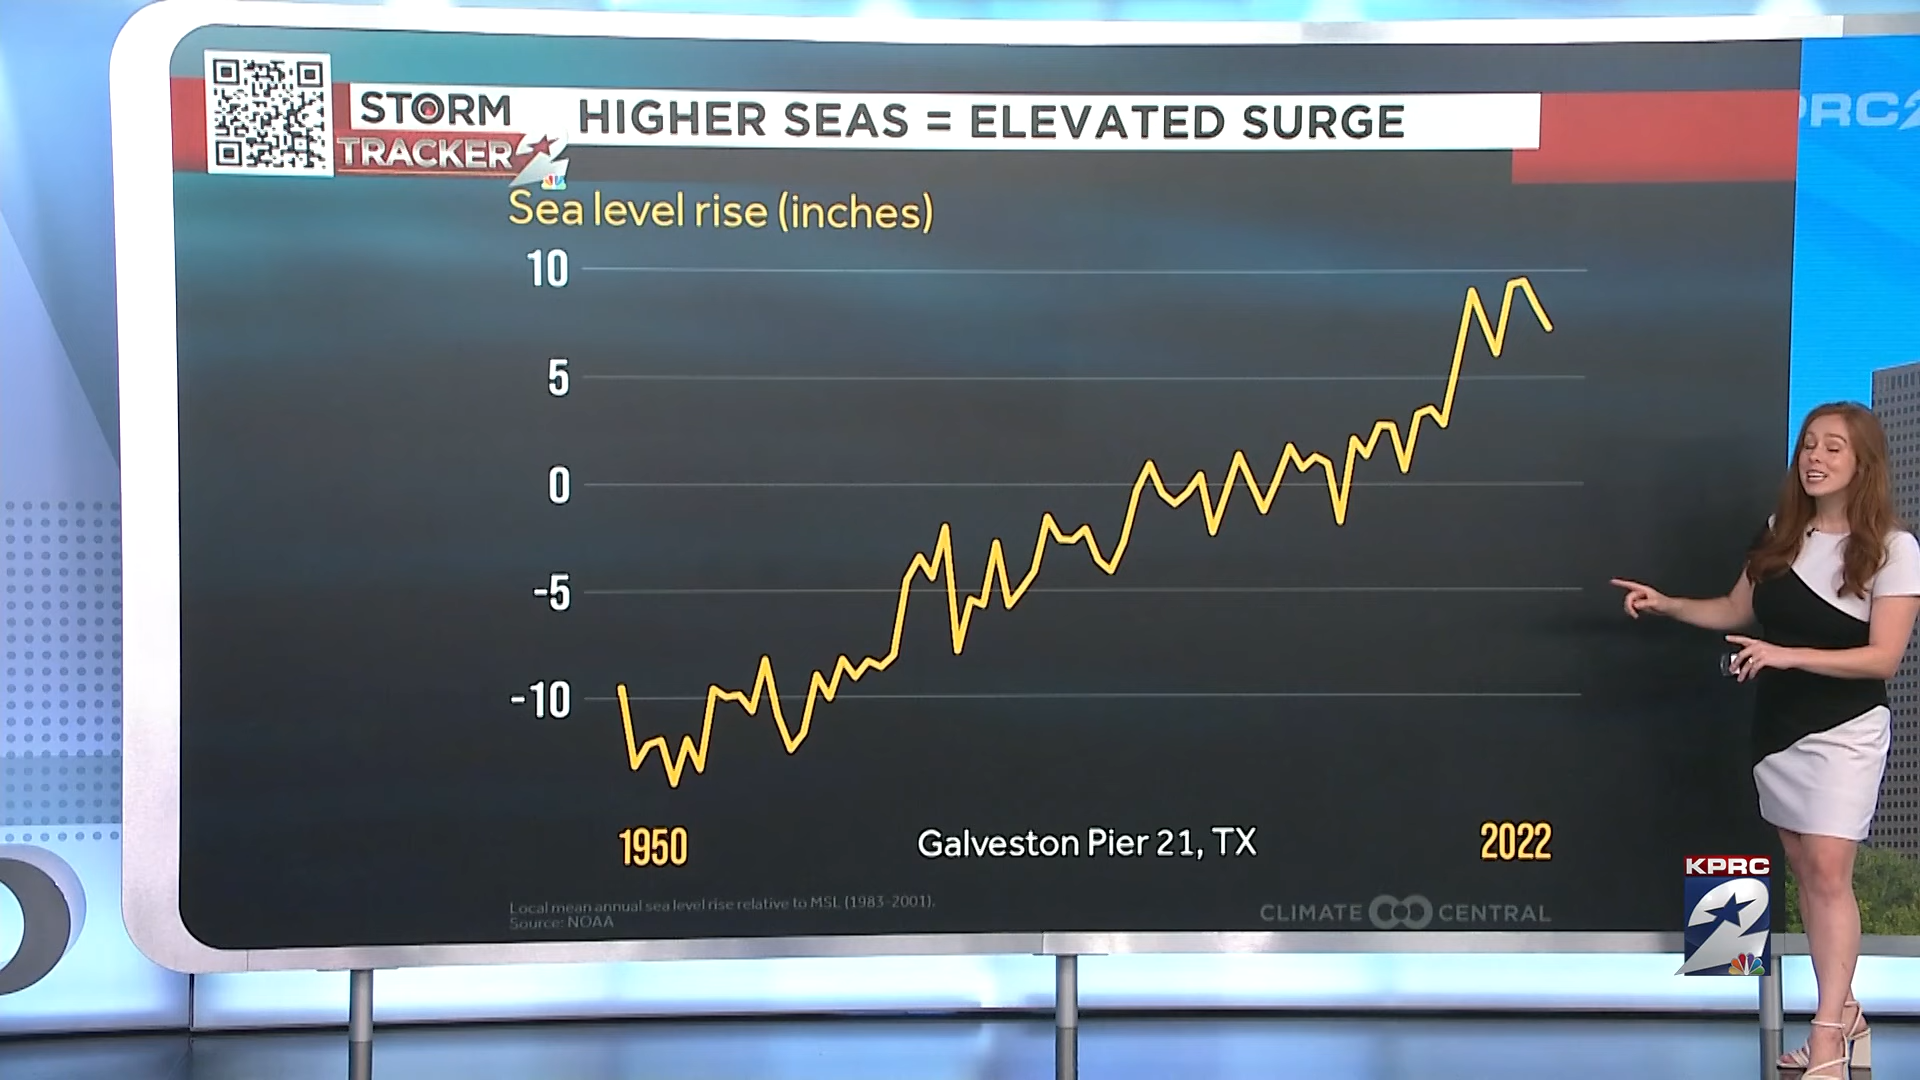 STORM
TRACKER 2
HIGHER SEAS = ELEVATED SURGE
PRC2
Sea level rise (inches)
10
5
0
-5
-10
1950
Galveston Pier 21, TX
2022
Local mean annual sea level rise relative to MSL (1983-2001).
Source: NOAA
CLIMATE CENTRAL
KPRC
2